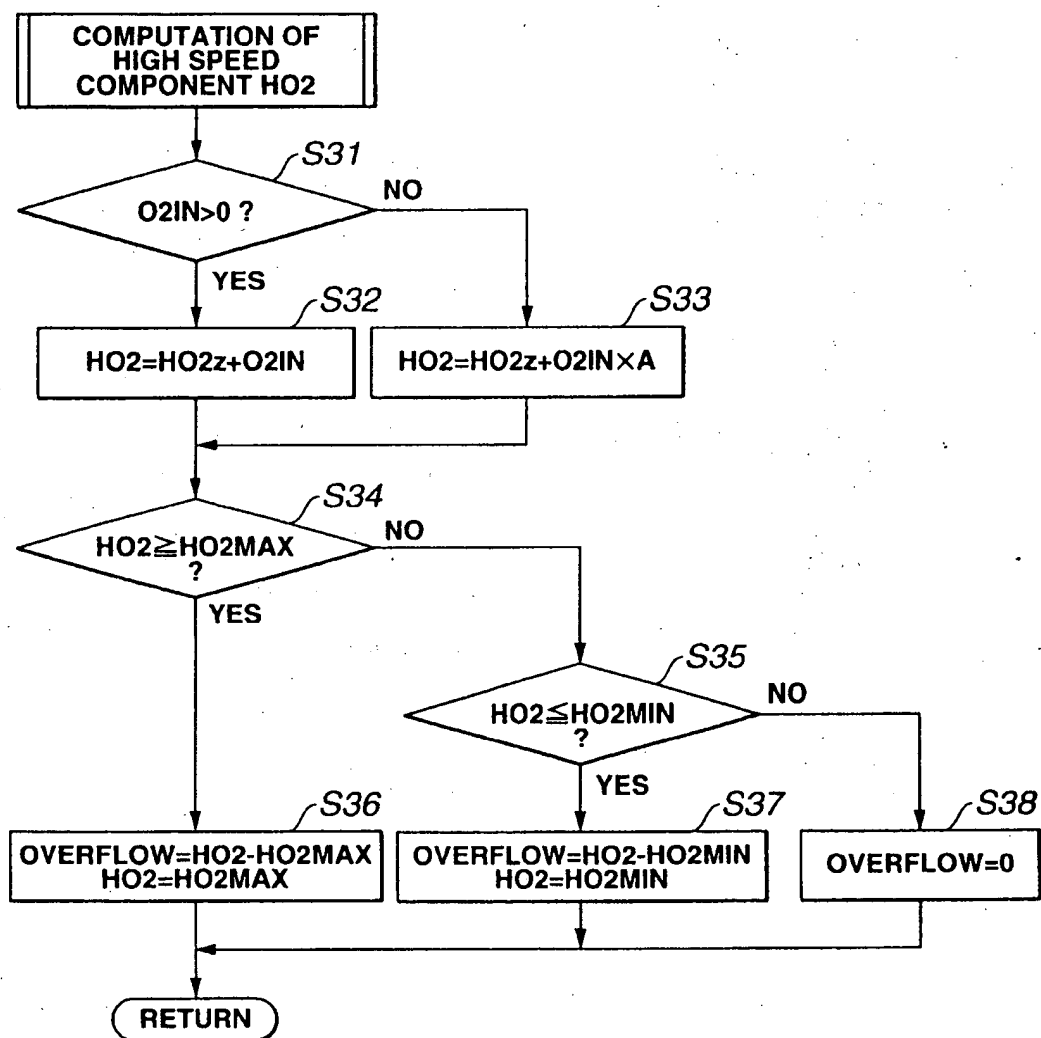 COMPUTATION OF
HIGH SPEED
COMPONENT HO2
S31
O2IN>0 ?
NO
YES
S32
HO2=HO2z+O2IN
S33
HO2=HO2z+O2IN×A
S34
HO2≧HO2MAX
?
NO
YES
S35
HO2≦HO2MIN
?
NO
YES
S36
OVERFLOW=HO2-HO2MAX
HO2=HO2MAX
S37
OVERFLOW=HO2-HO2MIN
HO2=HO2MIN
S38
OVERFLOW=0
RETURN